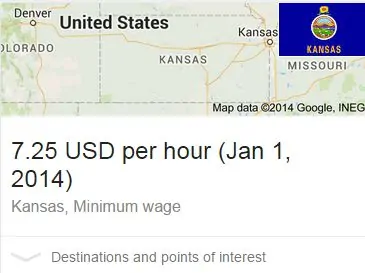 Denver
United States
Kansas
KANSAS
COLORADO
KANSAS
MISSOURI
Map data ©2014 Google, INEG
7.25 USD per hour (Jan 1,
2014)
Kansas, Minimum wage
Destinations and points of interest